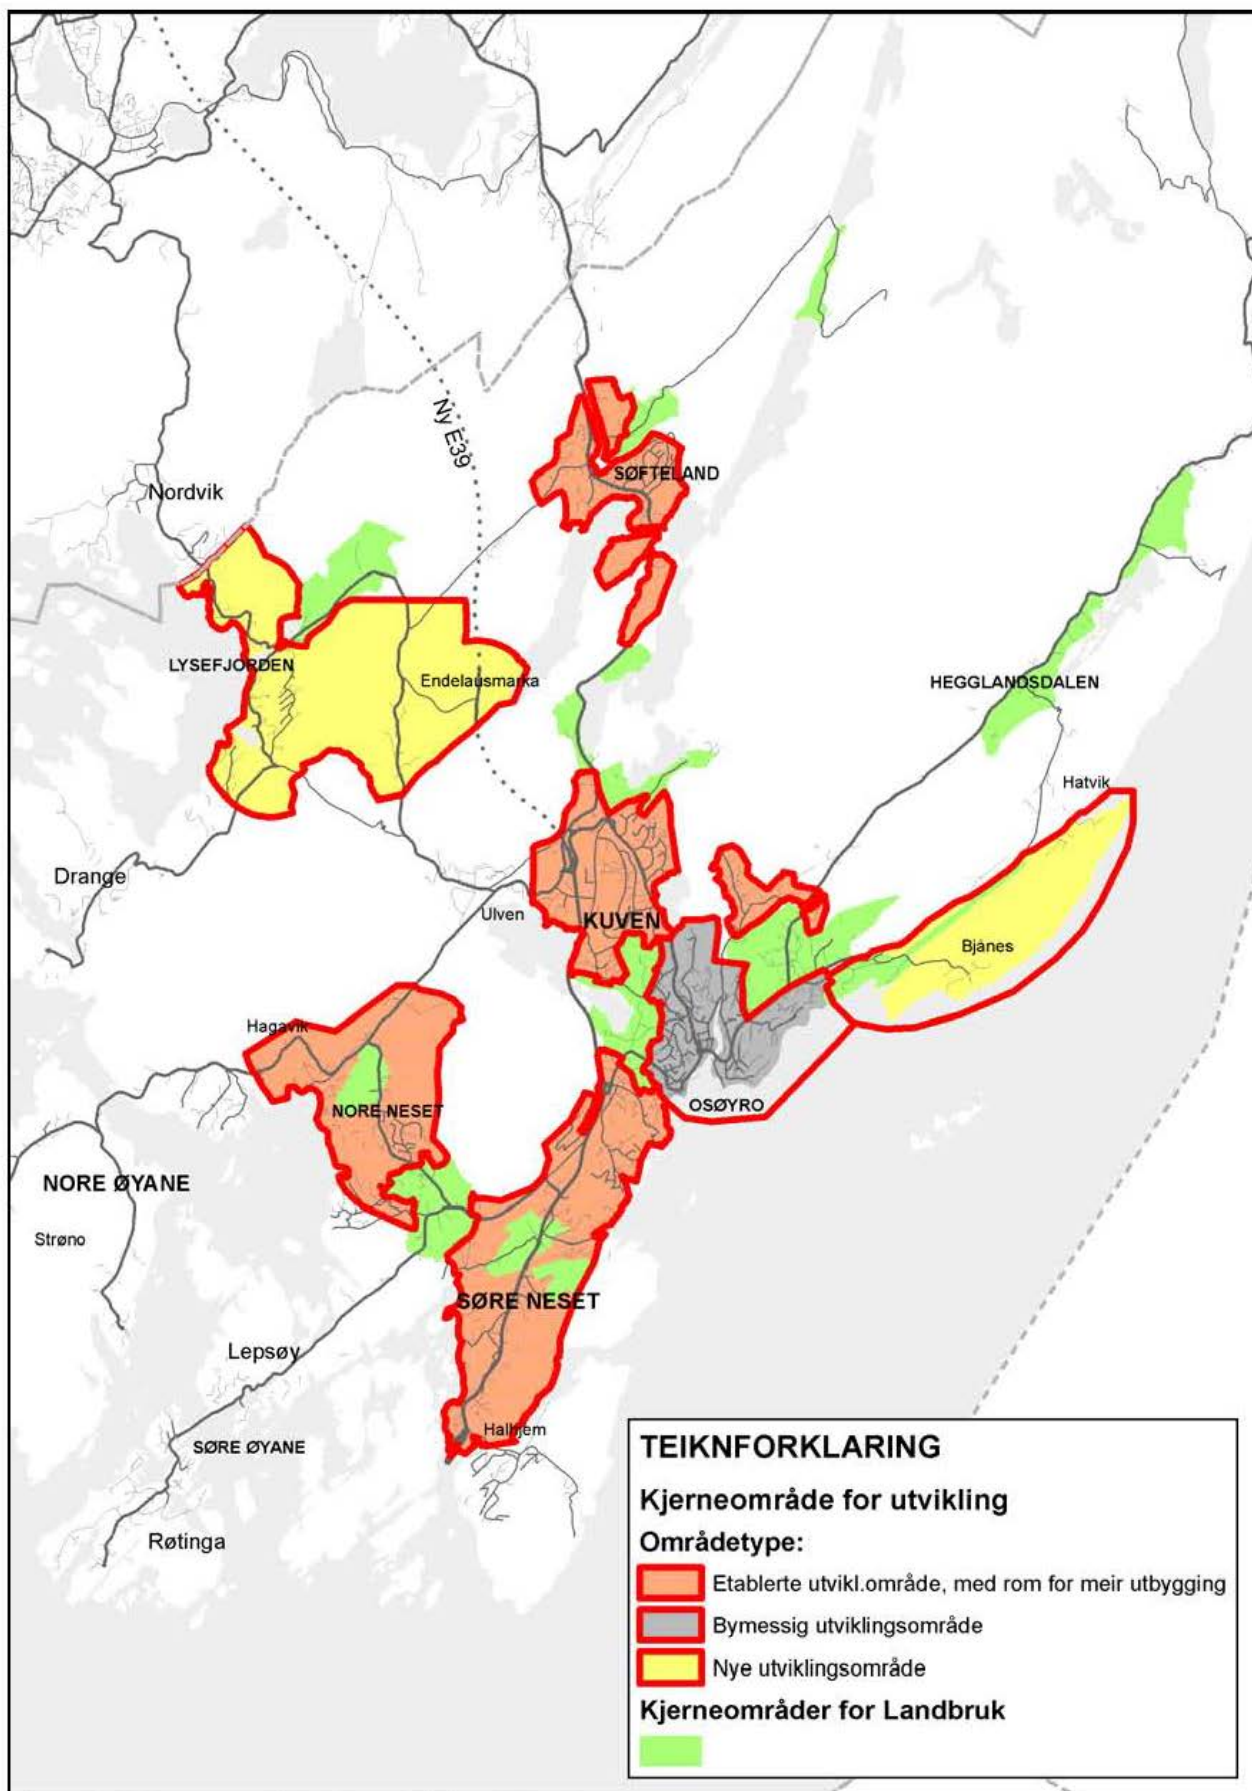 Ny E39
SØFTELAND
Nordvik
LYSEFJORDEN
Endelausmarka
HEGGLANDSDALEN
Hatvik
Drange
Ulven
KUVEN
Bjånes
Hagavik
NORE NESET
OSØYRO
NORE ØYANE
Strøno
SØRE NESET
Lepsøy
Halhjem
SØRE ØYANE
Røtinga
TEIKNFORKLARING
Kjerneområde for utvikling
Områdetype:
Etablerte utvikl.område, med rom for meir utbygging
Bymessig utviklingsområde
Nye utviklingsområde
Kjerneområder for Landbruk